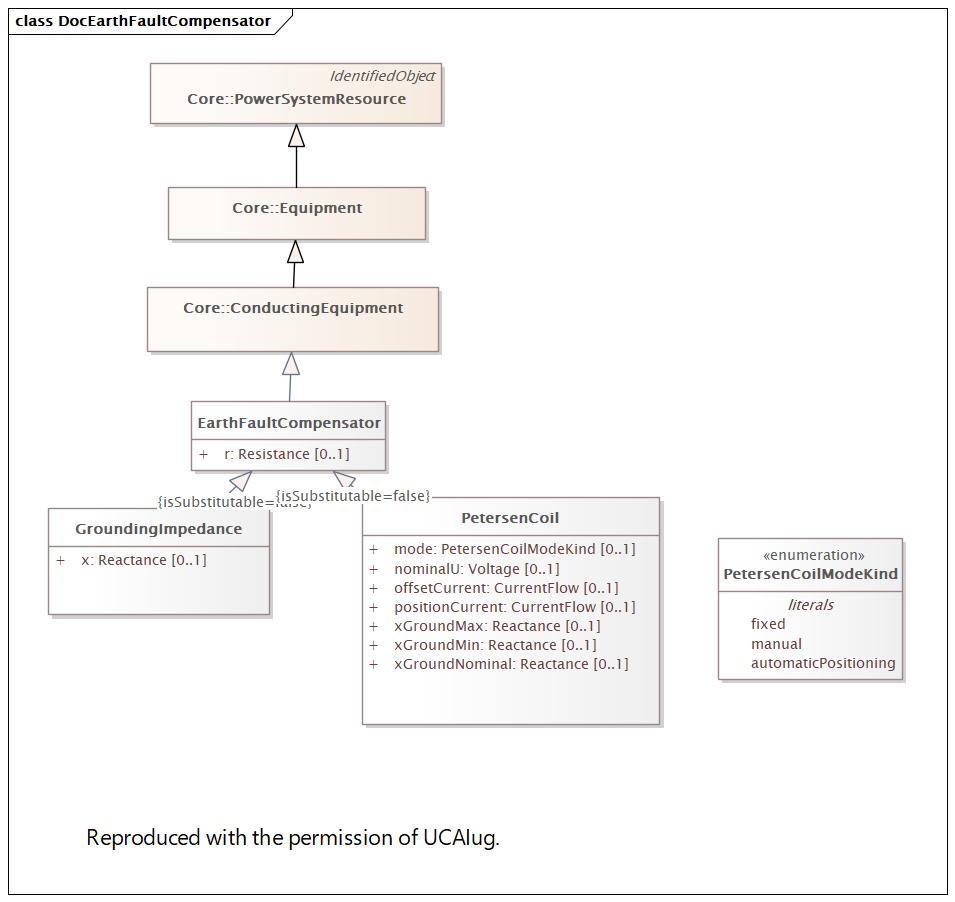 class DocEarthFaultCompensator
IdentifiedObject
Core::PowerSystemResource
Core::Equipment
Core::ConductingEquipment
EarthFaultCompensator
+ r: Resistance [0..1]
{isSubstitutable=false}
{isSubstitutable=false}
GroundingImpedance
+ x: Reactance [0..1]
PetersenCoil
+ mode: PetersenCoilModeKind [0..1]
+ nominalU: Voltage [0..1]
+ offsetCurrent: CurrentFlow [0..1]
+ positionCurrent: CurrentFlow [0..1]
+ xGroundMax: Reactance [0..1]
+ xGroundMin: Reactance [0..1]
+ xGroundNominal: Reactance [0..1]
«enumeration»
PetersenCoilModeKind
literals
fixed
manual
automaticPositioning
Reproduced with the permission of UCAIug.